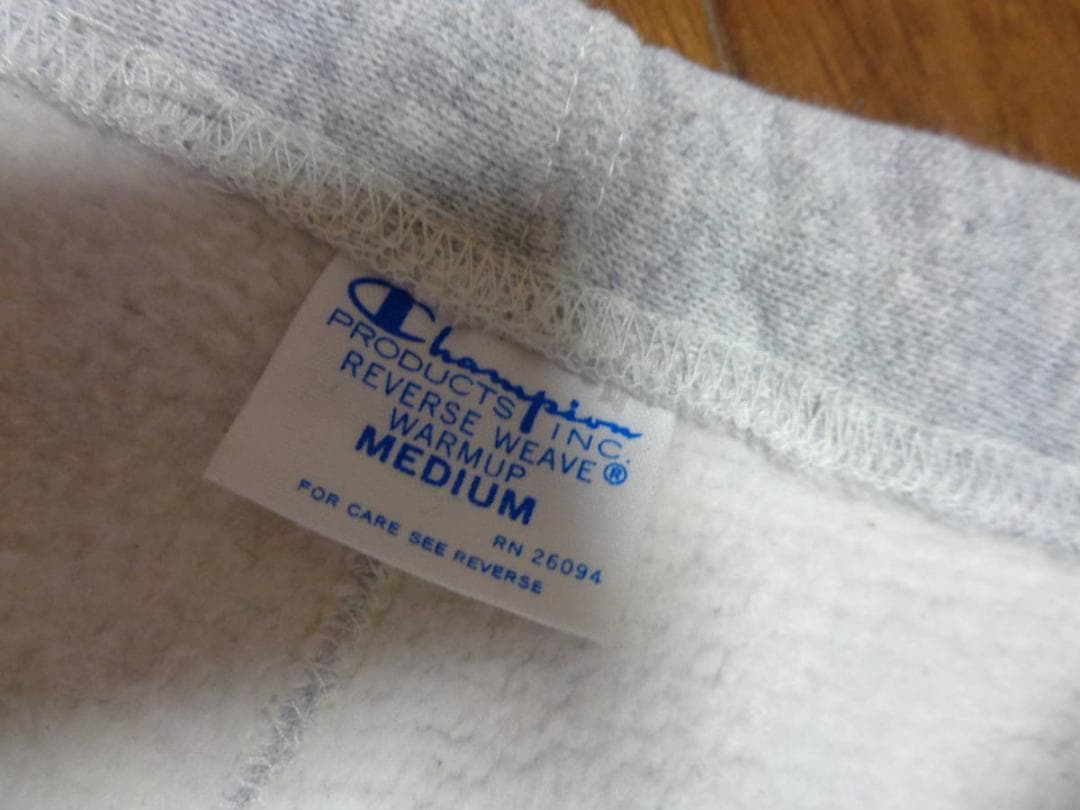 Champion
PRODUCTS INC.
REVERSE WEAVE®
WARMUP
MEDIUM
RN 26094
FOR CARE SEE REVERSE